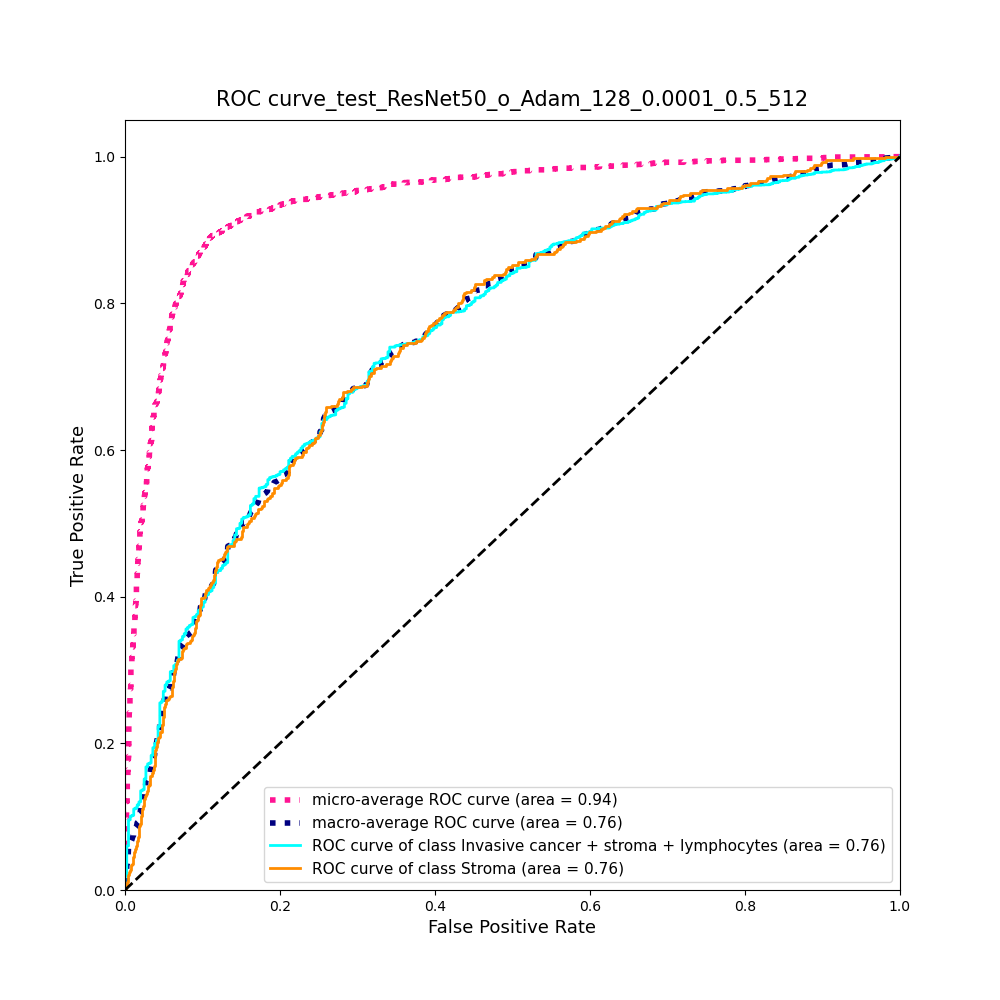 ROC curve_test_ResNet50_o_Adam_128_0.0001_0.5_512
True Positive Rate
1.0
0.8
0.6
0.4
0.2
0.0
micro-average ROC curve (area = 0.94)
macro-average ROC curve (area = 0.76)
ROC curve of class Invasive cancer + stroma + lymphocytes (area = 0.76)
ROC curve of class Stroma (area = 0.76)
0.0 0.2 0.4 0.6 0.8 1.0
False Positive Rate